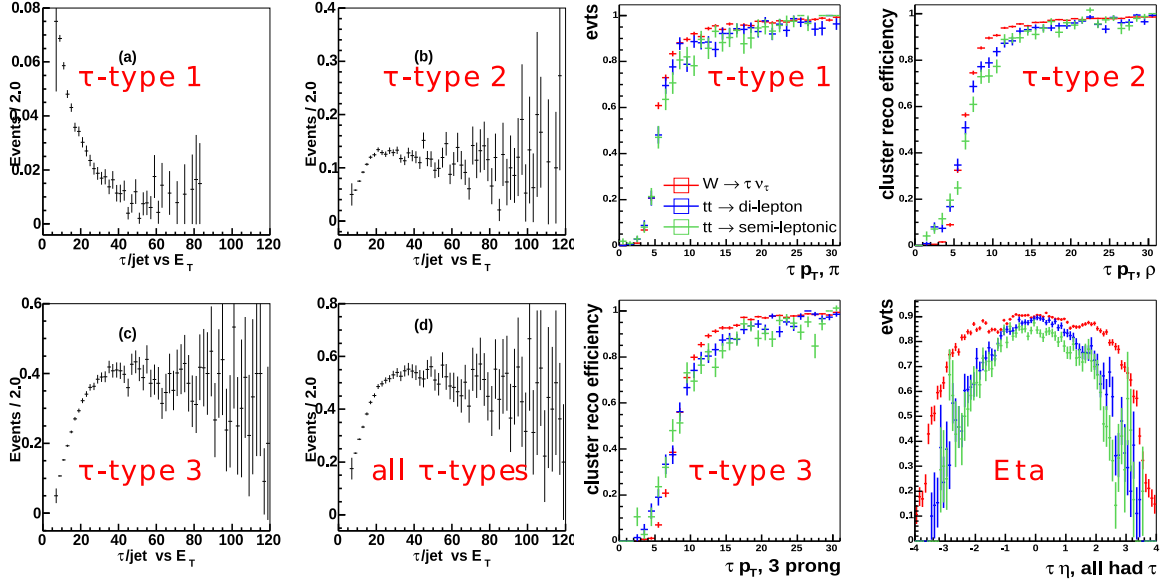 0.08
0.06
0.04
0.02
0
Events / 2.0
(a)
τ-type 1
0 20 40 60 80 100 120
τ/jet vs E_T
0.4
0.3
0.2
0.1
0
Events / 2.0
(b)
τ-type 2
0 20 40 60 80 100 120
τ/jet vs E_T
evts
1
0.8
0.6
0.4
0.2
0
τ-type 1
W → τ ν_τ
tt → di-lepton
tt → semi-leptonic
0 5 10 15 20 25 30
τ p_T, π
cluster reco efficiency
1
0.8
0.6
0.4
0.2
0
τ-type 2
0 5 10 15 20 25 30
τ p_T, ρ
0.6
0.4
0.2
0
Events / 2.0
(c)
τ-type 3
0 20 40 60 80 100 120
τ/jet vs E_T
0.8
0.6
0.4
0.2
0
Events / 2.0
(d)
all τ-types
0 20 40 60 80 100 120
τ/jet vs E_T
cluster reco efficiency
1
0.8
0.6
0.4
0.2
0
τ-type 3
0 5 10 15 20 25 30
τ p_T, 3 prong
evts
0.9
0.8
0.7
0.6
0.5
0.4
0.3
0.2
0.1
0
Eta
-4 -3 -2 -1 0 1 2 3 4
τ η, all had τ